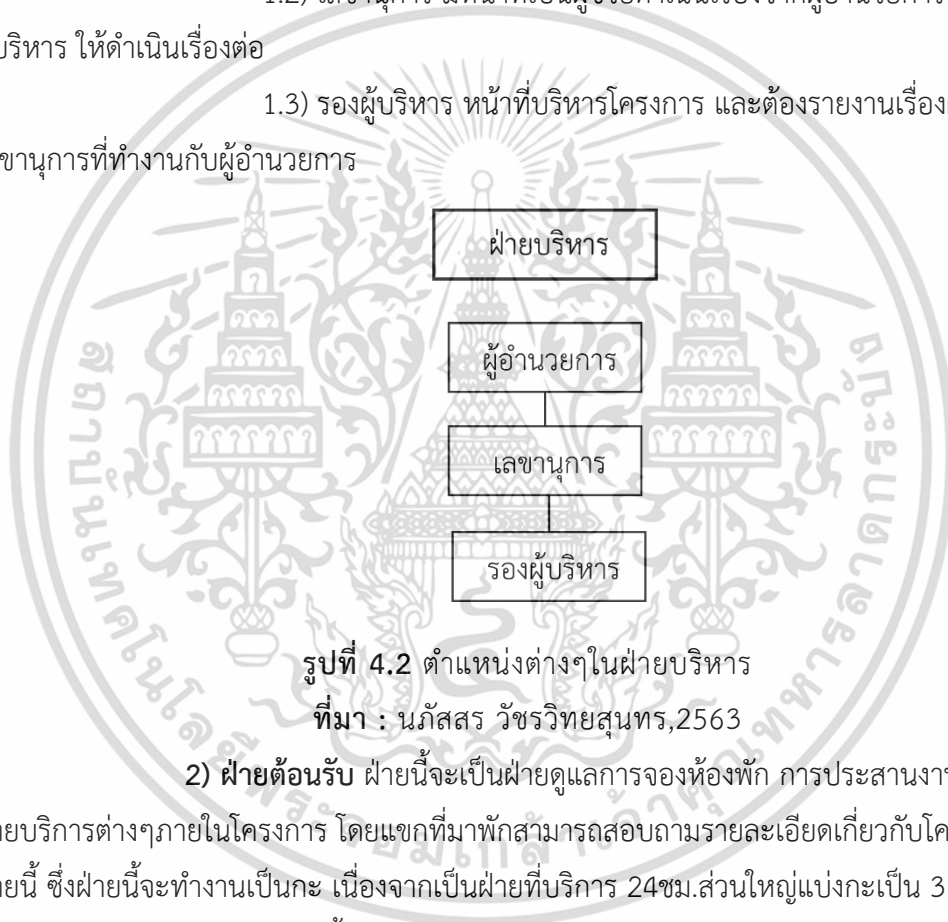 บริหาร ให้ดำเนินเรื่องต่อ
1.3) รองผู้บริหาร หน้าที่บริหารโครงการ และต้องรายงานเรื่อง
ขานุการที่ทำงานกับผู้อำนวยการ
ฝ่ายบริหาร
ผู้อำนวยการ
เลขานุการ
รองผู้บริหาร
รูปที่ 4.2 ตำแหน่งต่างๆในฝ่ายบริหาร
ที่มา : นภัสสร วัชรวิทยสุนทร,2563
2) ฝ่ายต้อนรับ ฝ่ายนี้จะเป็นฝ่ายดูแลการจองห้องพัก การประสานงาน
ายบริการต่างๆภายในโครงการ โดยแขกที่มาพักสามารถสอบถามรายละเอียดเกี่ยวกับโค
ายนี้ ซึ่งฝ่ายนี้จะทำงานเป็นกะ เนื่องจากเป็นฝ่ายที่บริการ 24ชม.ส่วนใหญ่แบ่งกะเป็น 3
สถาบันเทคโนโลยีพระจอมเกล้าเจ้าคุณทหารลาดกระบัง